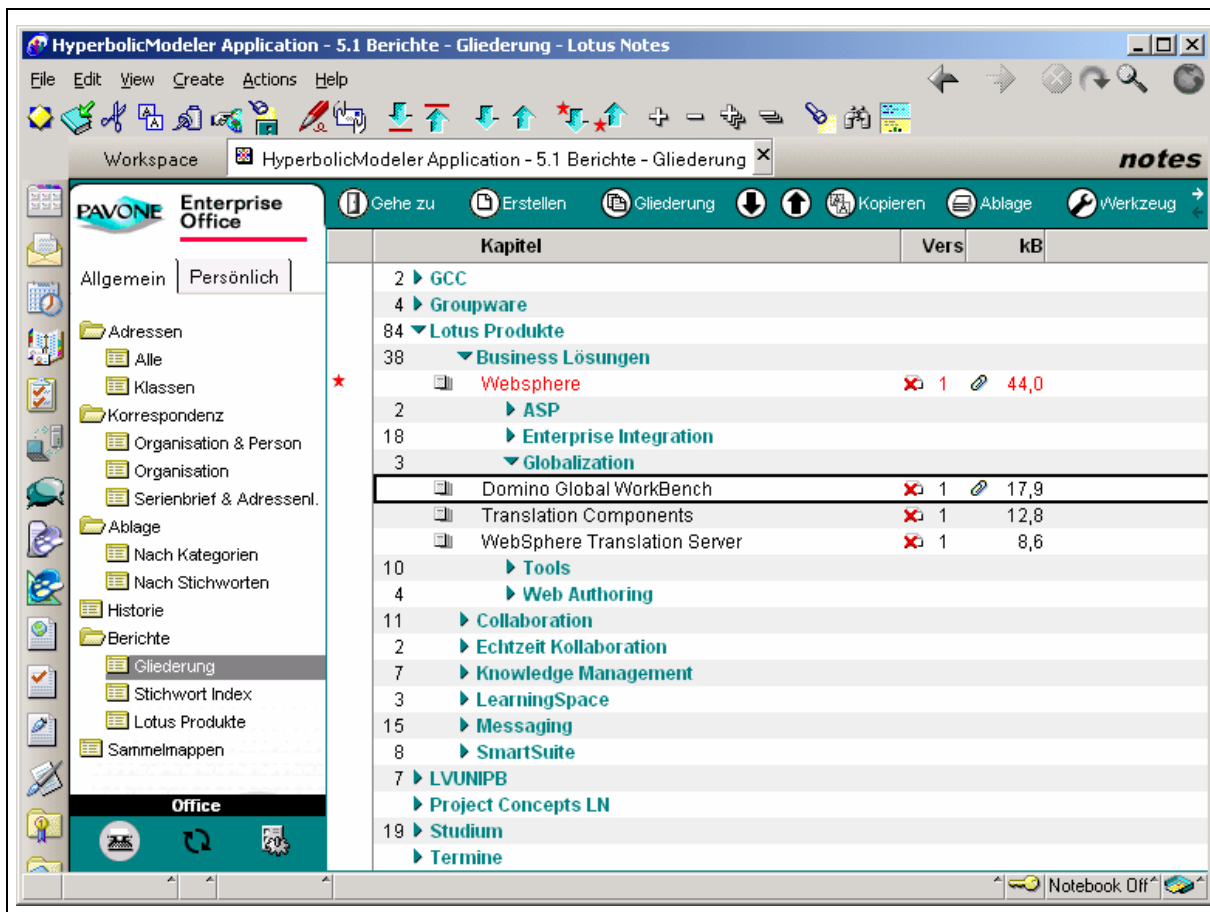 HyperbolicModeler Application - 5.1 Berichte - Gliederung - Lotus Notes
File Edit View Create Actions Help
Workspace HyperbolicModeler Application - 5.1 Berichte - Gliederung notes
PAVONE Enterprise Office
Gehe zu Erstellen Gliederung Kopieren Ablage Werkzeug
Kapitel Vers kB
Allgemein Persönlich
Adressen
Alle
Klassen
Korrespondenz
Organisation & Person
Organisation
Serienbrief & Adressenl.
Ablage
Nach Kategorien
Nach Stichworten
Historie
Berichte
Gliederung
Stichwort Index
Lotus Produkte
Sammelmappen
Office
2 GCC
4 Groupware
84 Lotus Produkte
38 Business Lösungen
Websphere 1 44,0
2 ASP
18 Enterprise Integration
3 Globalization
Domino Global WorkBench 1 17,9
Translation Components 1 12,8
WebSphere Translation Server 1 8,6
10 Tools
4 Web Authoring
11 Collaboration
2 Echtzeit Kollaboration
7 Knowledge Management
3 LearningSpace
15 Messaging
8 SmartSuite
7 LVUNIPB
Project Concepts LN
19 Studium
Termine
Notebook Off